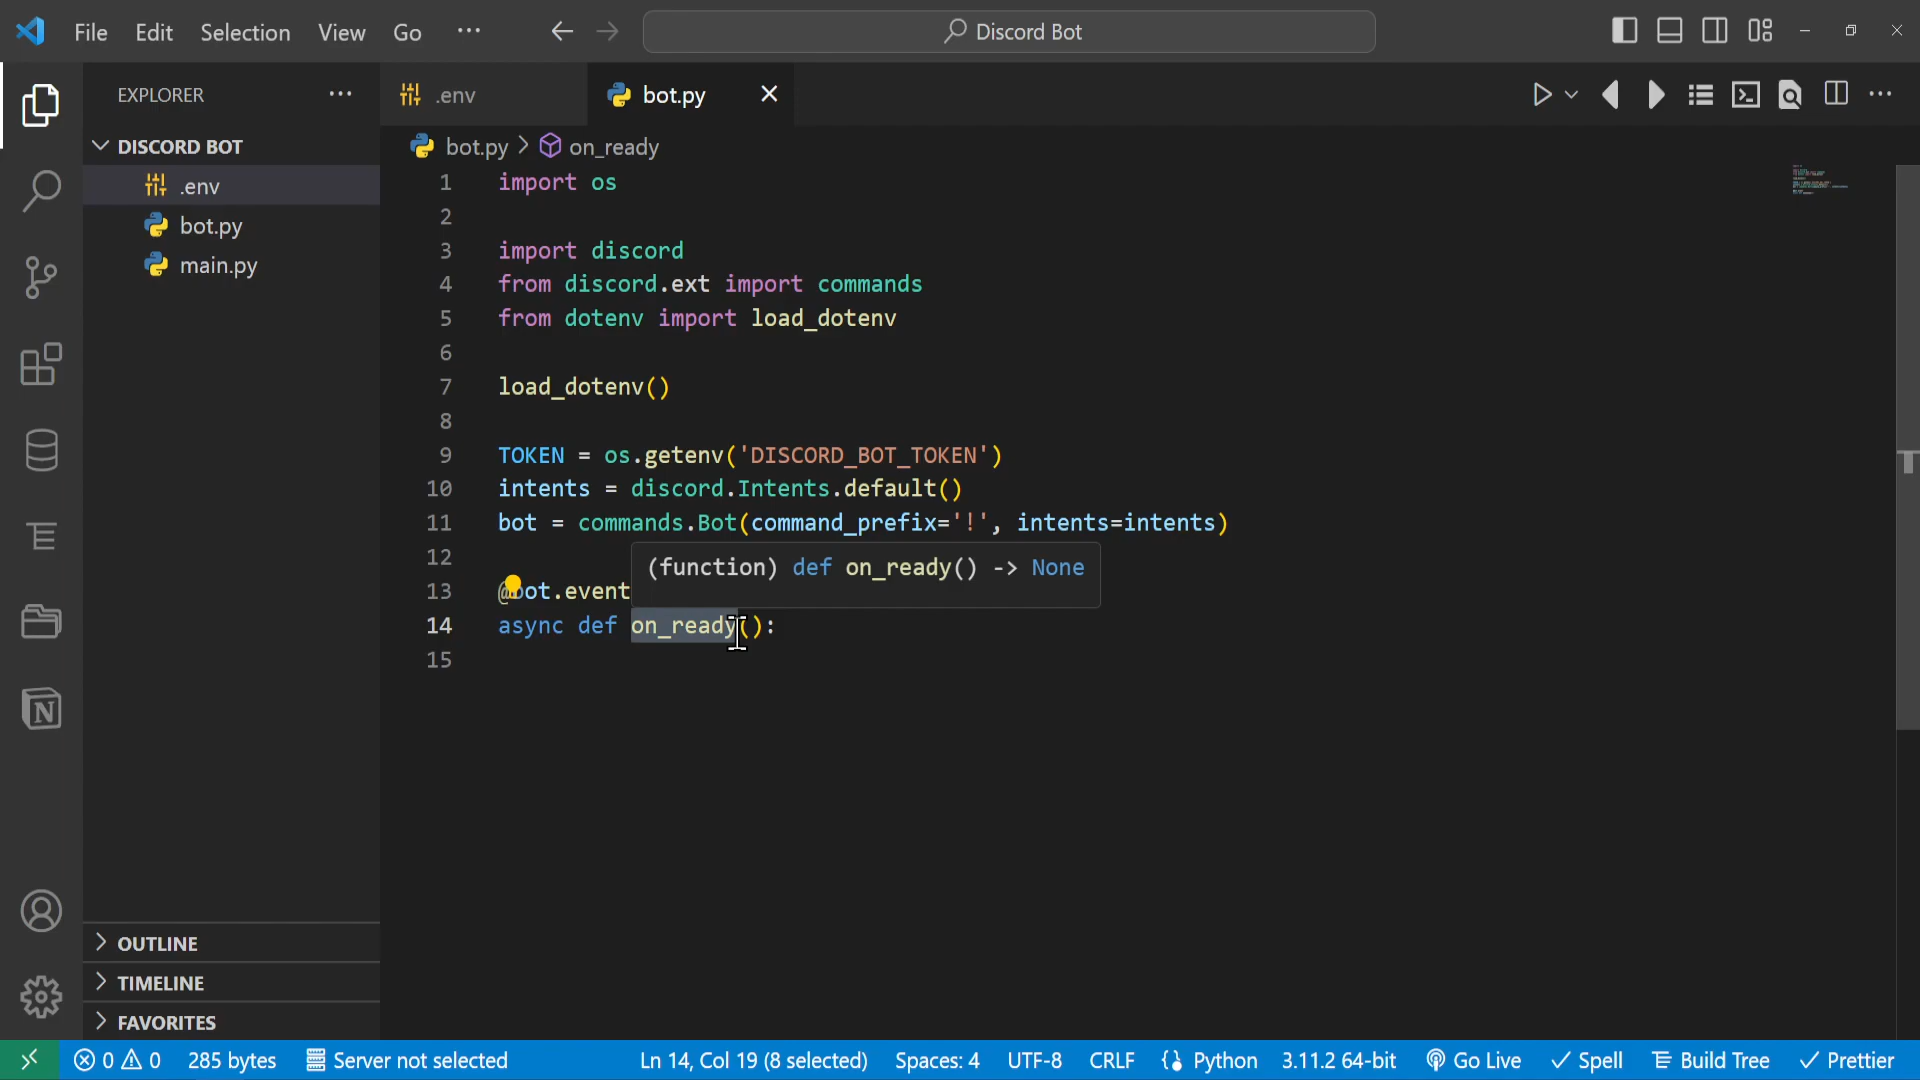 File Edit Selection View Go ···
Discord Bot
EXPLORER ···
DISCORD BOT
.env
bot.py
main.py
OUTLINE
TIMELINE
FAVORITES
.env
bot.py
bot.py > on_ready
1 import os
2
3 import discord
4 from discord.ext import commands
5 from dotenv import load_dotenv
6
7 load_dotenv()
8
9 TOKEN = os.getenv('DISCORD_BOT_TOKEN')
10 intents = discord.Intents.default()
11 bot = commands.Bot(command_prefix='!', intents=intents)
12
(function) def on_ready() -> None
13 @bot.event
14 async def on_ready():
15
0 0 285 bytes Server not selected Ln 14, Col 19 (8 selected) Spaces: 4 UTF-8 CRLF Python 3.11.2 64-bit Go Live Spell Build Tree Prettier